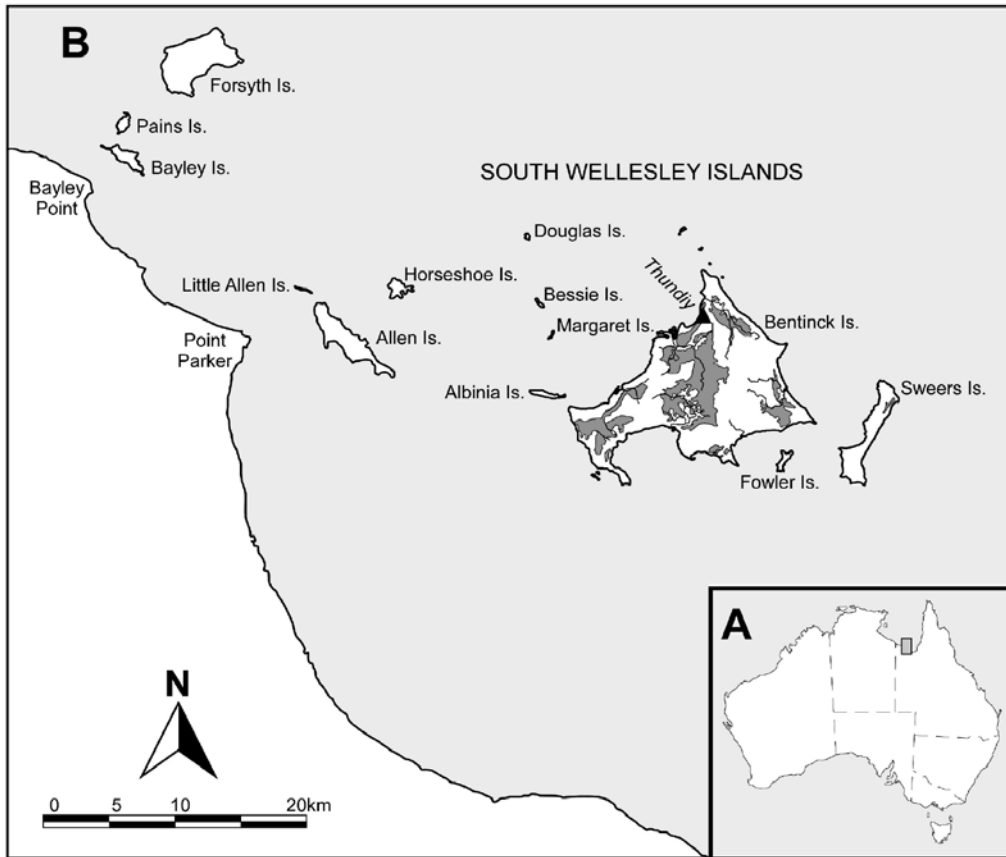 B
Forsyth Is.
Pains Is.
Bayley Is.
SOUTH WELLESLEY ISLANDS
Bayley
Point
Douglas Is.
Thundiy
Little Allen Is.
Horseshoe Is.
Bessie Is.
Bentinck Is.
Point
Parker
Allen Is.
Margaret Is.
Albinia Is.
Sweers Is.
Fowler Is.
A
N
0 5 10 20km